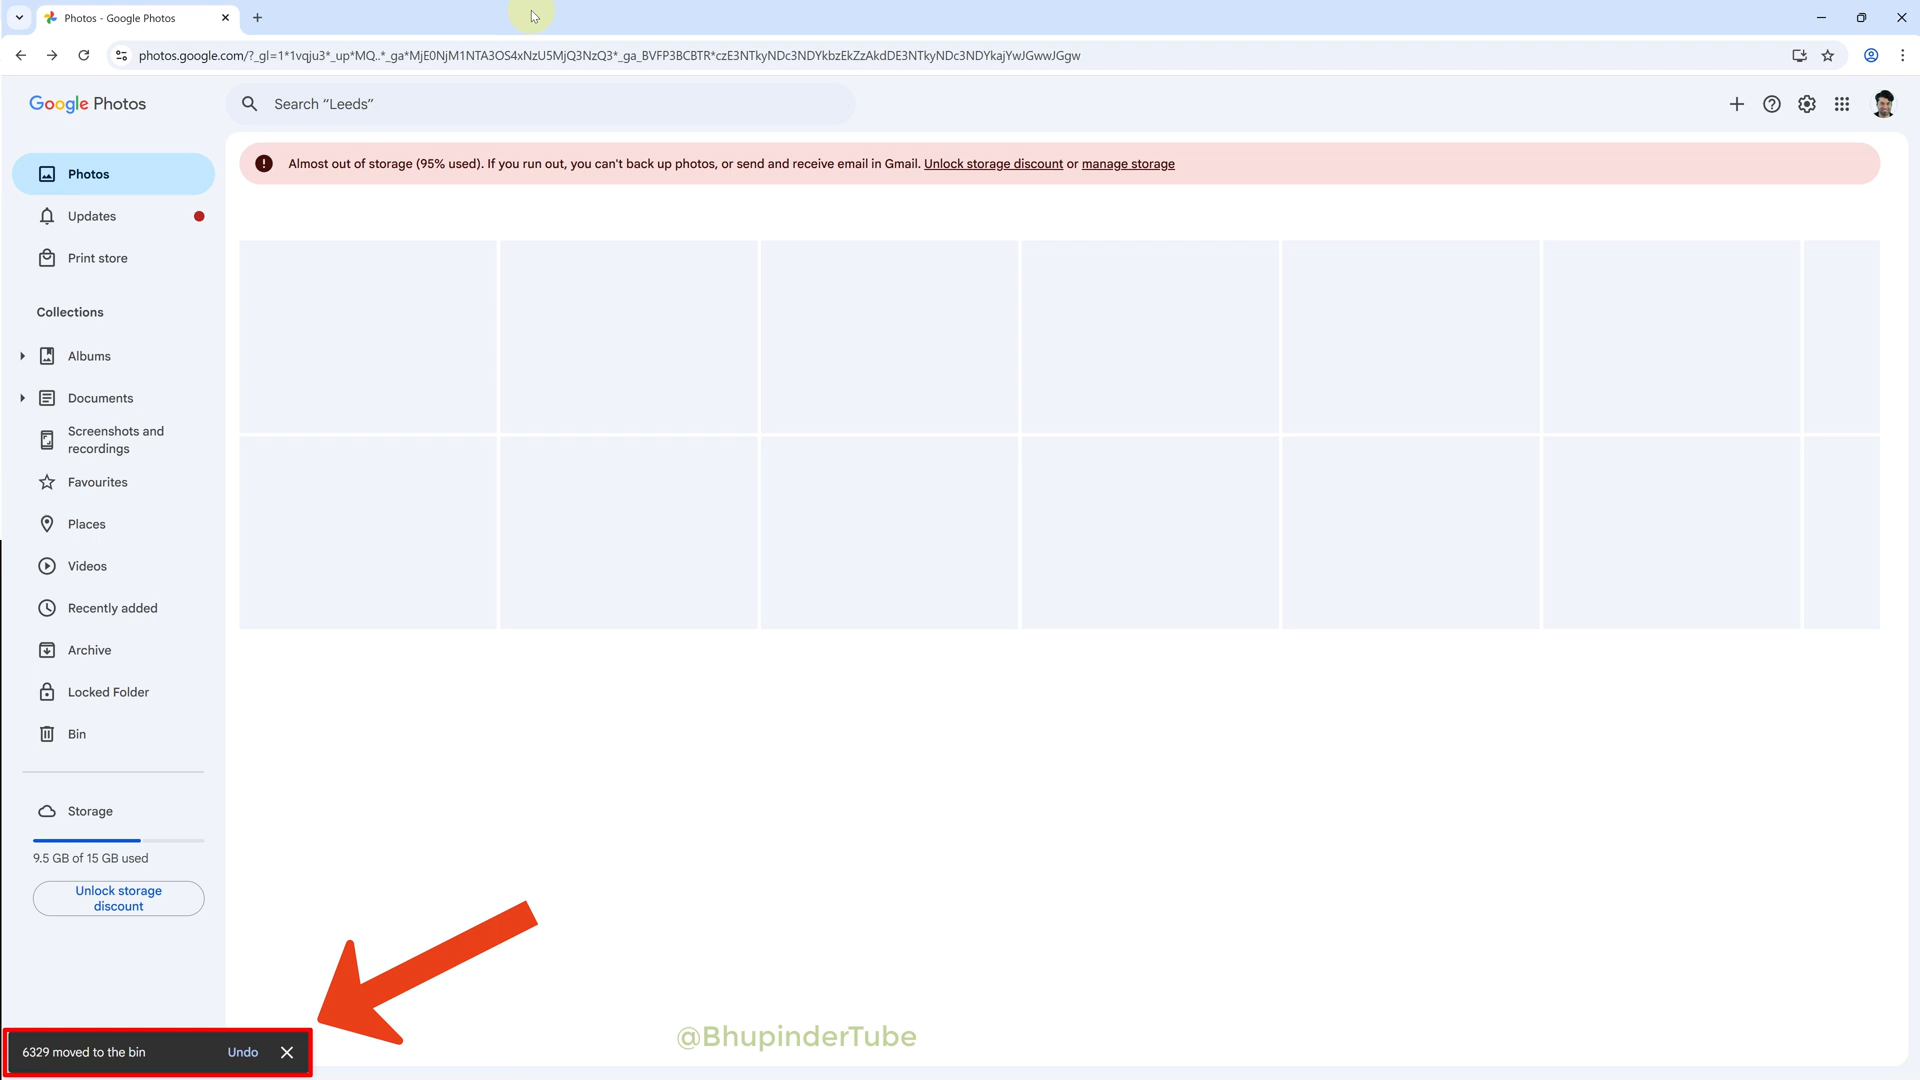 Photos - Google Photos
photos.google.com/?_gl=1*1vqju3*_up*MQ..*_ga*MjE0NjM1NTA3OS4xNzU5MjQ3NzQ3*_ga_BVFP3BCBTR*czE3NTkyNDc3NDYkbzEkZzAkdDE3NTkyNDc3NDYkajYwJGwwJGgw
Google Photos
Search “Leeds”
Almost out of storage (95% used). If you run out, you can't back up photos, or send and receive email in Gmail. Unlock storage discount or manage storage
Photos
Updates
Print store
Collections
Albums
Documents
Screenshots and
recordings
Favourites
Places
Videos
Recently added
Archive
Locked Folder
Bin
Storage
9.5 GB of 15 GB used
Unlock storage
discount
6329 moved to the bin Undo
@BhupinderTube